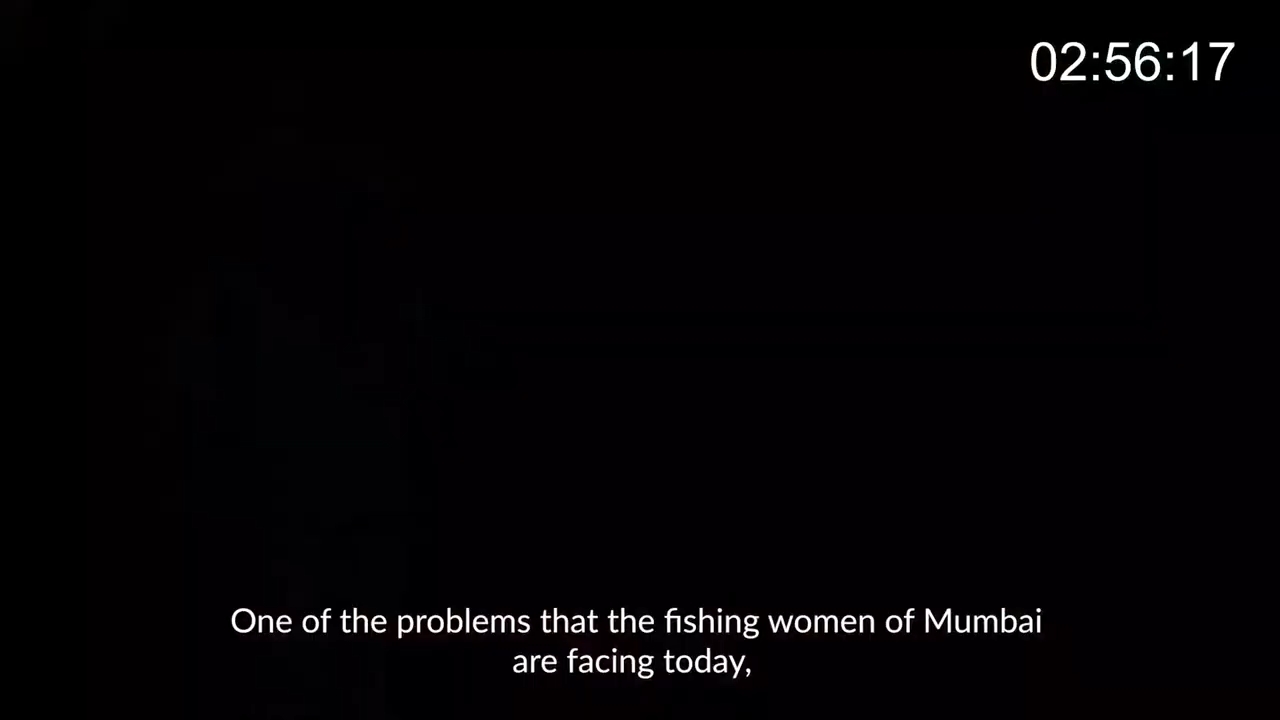 02:56:17
One of the problems that the fishing women of Mumbai
are facing today,